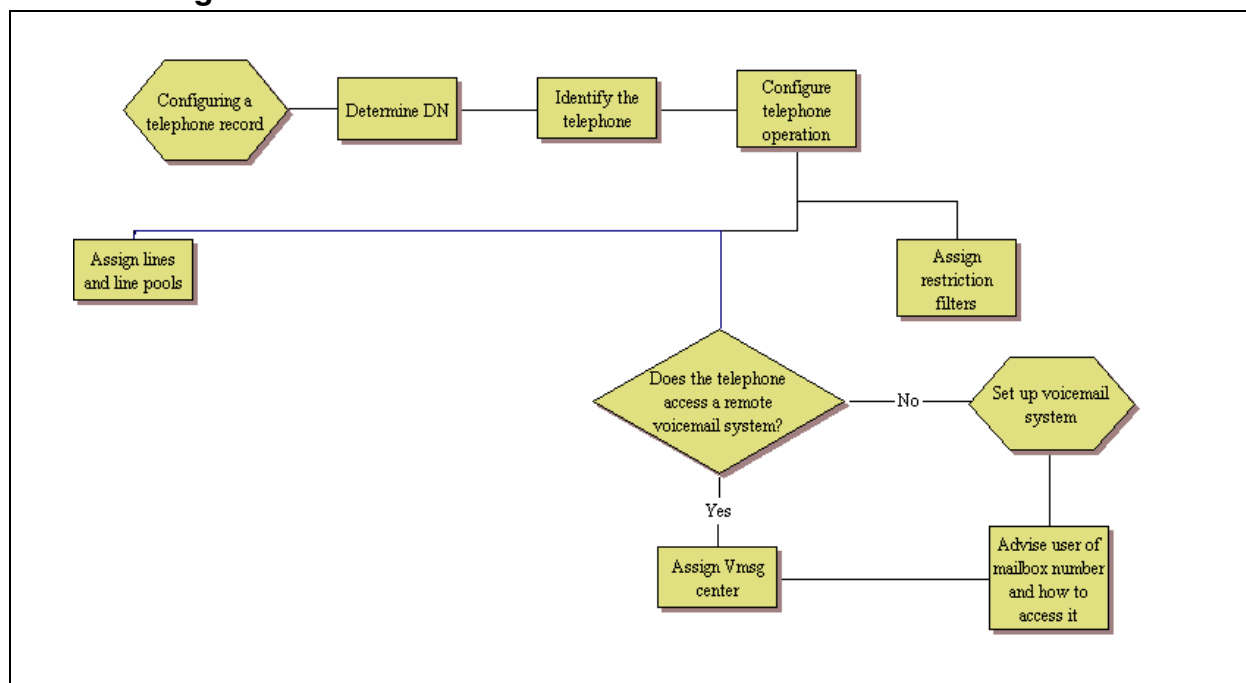 Configuring a
telephone record
Determine DN
Identify the
telephone
Configure
telephone
operation
Assign lines
and line pools
Assign
restriction
filters
Does the telephone
access a remote
voicemail system?
No
Set up voicemail
system
Yes
Assign Vmsg
center
Advise user of
mailbox number
and how to
access it